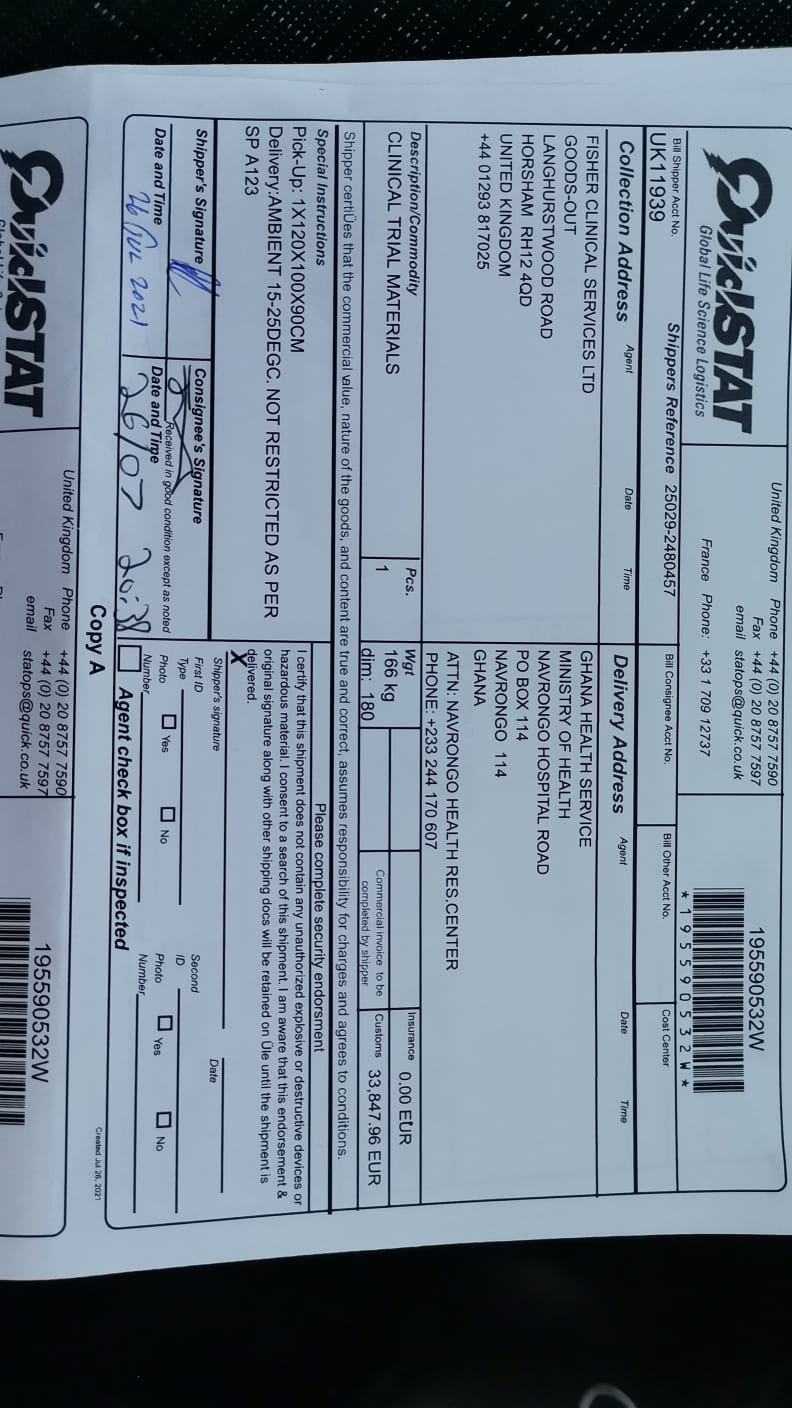 QuickSTAT
Global Life Science Logistics
United Kingdom Phone +44 (0) 20 8757 7590
Fax +44 (0) 20 8757 7597
email statops@quick.co.uk
France Phone: +33 1 709 12737
195590532W
*195590532W*
Bill Shipper Acct No.
UK11939
Shippers Reference 25029-2480457
Bill Consignee Acct No.
Bill Other Acct No.
Cost Center
Collection Address Agent Date Time
FISHER CLINICAL SERVICES LTD
GOODS-OUT
LANGHURSTWOOD ROAD
HORSHAM RH12 4QD
UNITED KINGDOM
+44 01293 817025
Delivery Address Agent Date Time
GHANA HEALTH SERVICE
MINISTRY OF HEALTH
NAVRONGO HOSPITAL ROAD
PO BOX 114
NAVRONGO 114
GHANA
ATTN: NAVRONGO HEALTH RES.CENTER
PHONE: +233 244 170 607
Description/Commodity
CLINICAL TRIAL MATERIALS
Pcs.
1
Wgt
166 kg
dim: 180
Commercial invoice to be
completed by shipper
Insurance 0.00 EUR
Customs 33,847.96 EUR
Shipper certiÜes that the commercial value, nature of the goods, and content are true and correct, assumes responsibility for charges and agrees to conditions.
Special Instructions
Pick-Up: 1X120X100X90CM
Delivery:AMBIENT 15-25DEGC. NOT RESTRICTED AS PER
SP A123
Please complete security endorsment
I certify that this shipment does not contain any unauthorized explosive or destructive devices or
hazardous material. I consent to a search of this shipment. I am aware that this endorsement &
original signature along with other shipping docs will be retained on Üle until the shipment is
delivered.
X
Shipper's signature Date
First ID
Type
Second
ID
Photo Yes No
Number
Photo Yes No
Number
Shipper's Signature
Date and Time
26 JUL 2021
Consignee's Signature
Received in good condition except as noted
Date and Time
26/07 20:30
Agent check box if inspected
Copy A
Created Jul 26, 2021
QuickSTAT
United Kingdom Phone +44 (0) 20 8757 7590
Fax +44 (0) 20 8757 7597
email statops@quick.co.uk
195590532W